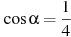 cos α = 1/4